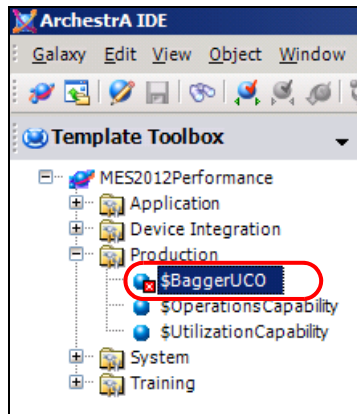 ArchestrA IDE
Galaxy Edit View Object Window
Template Toolbox
MES2012Performance
Application
Device Integration
Production
$BaggerUCO
$OperationsCapability
$UtilizationCapability
System
Training